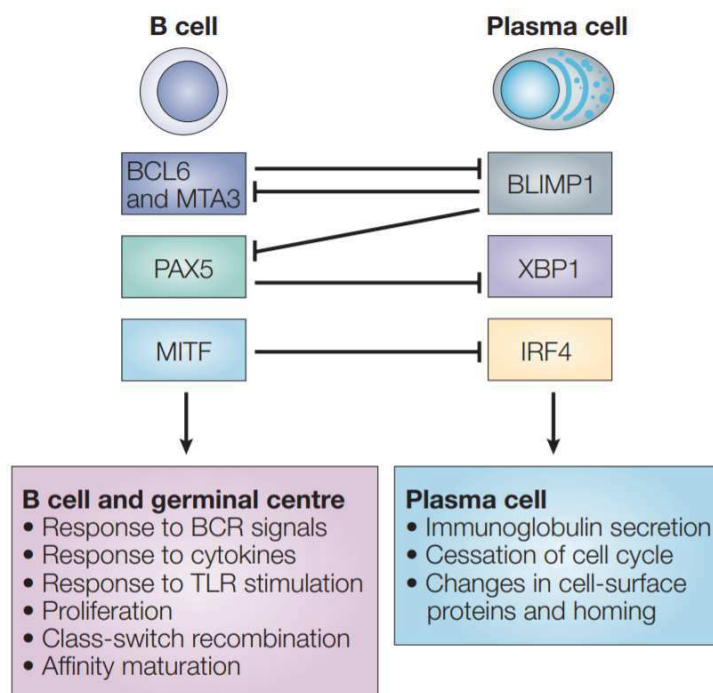 B cell
Plasma cell
BCL6
and MTA3
BLIMP1
PAX5
XBP1
MITF
IRF4
B cell and germinal centre
• Response to BCR signals
• Response to cytokines
• Response to TLR stimulation
• Proliferation
• Class-switch recombination
• Affinity maturation
Plasma cell
• Immunoglobulin secretion
• Cessation of cell cycle
• Changes in cell-surface
proteins and homing